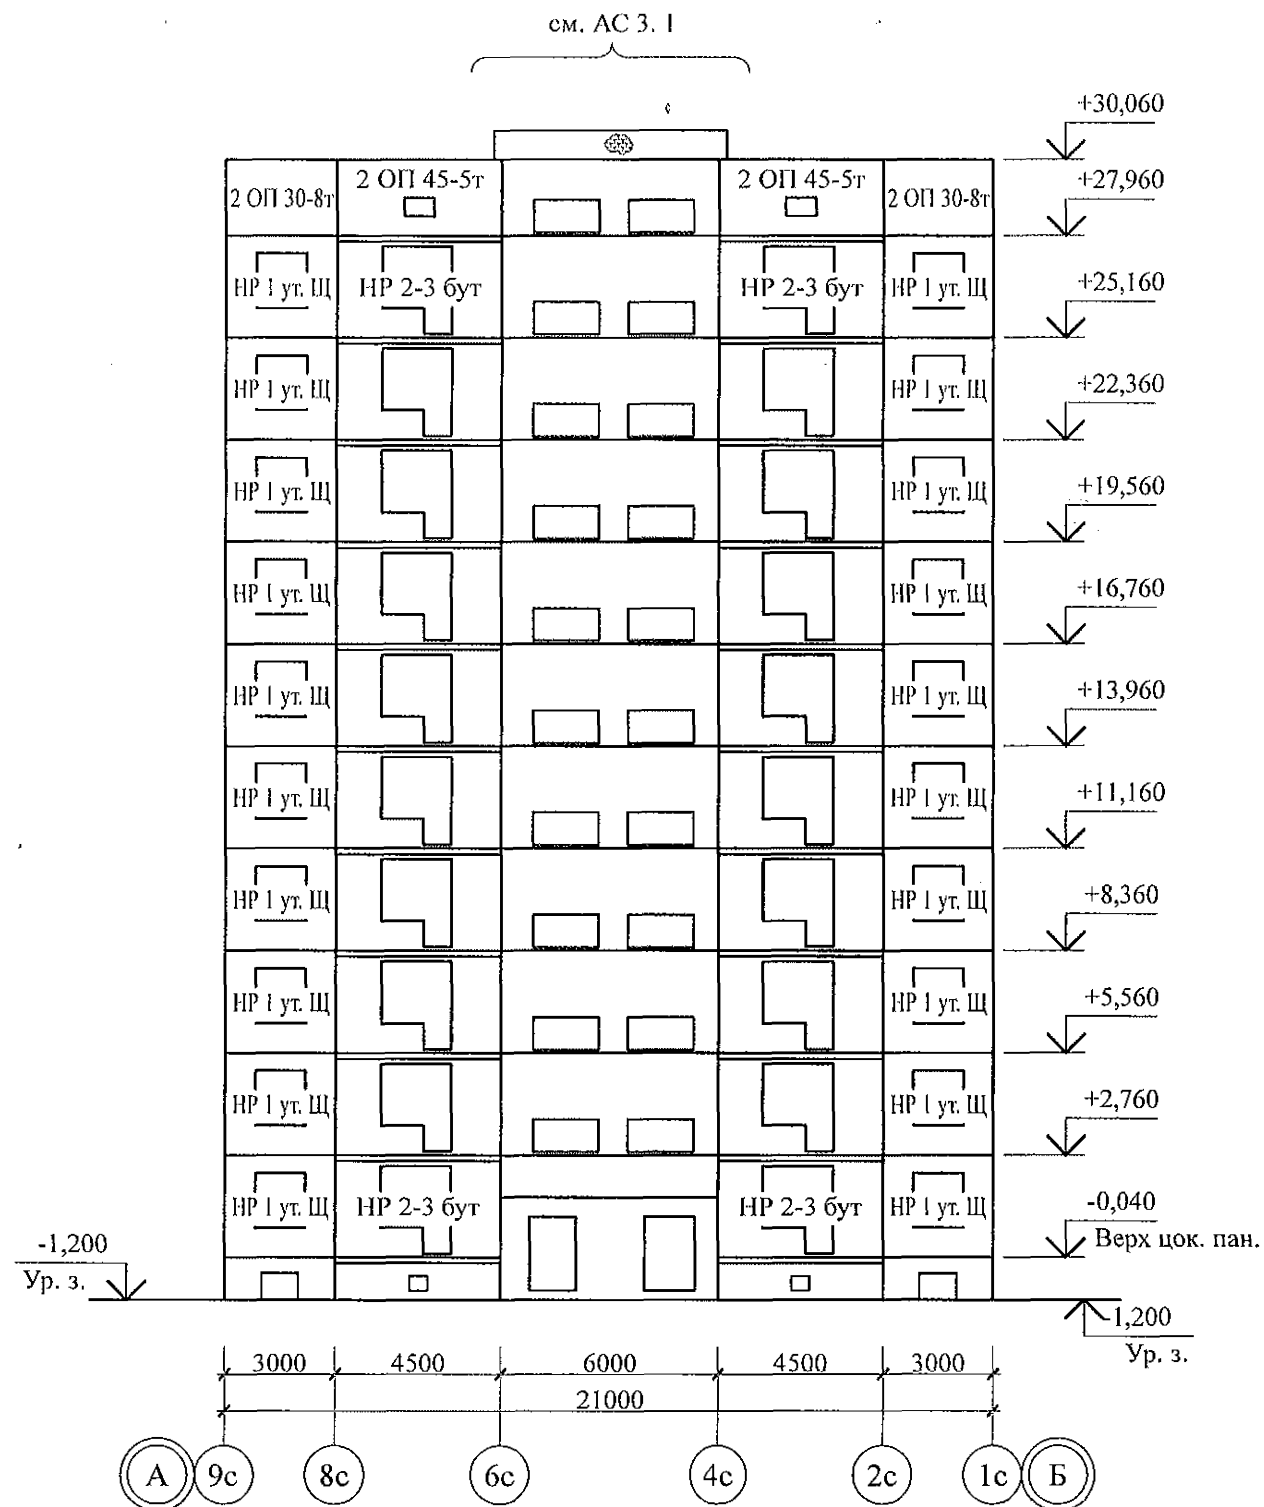 см. АС 3. 1
+30,060
2 ОП 30-8т 2 ОП 45-5т 2 ОП 45-5т 2 ОП 30-8т
+27,960
НР 1 ут. Щ НР 2-3 бут НР 2-3 бут НР 1 ут. Щ
+25,160
НР 1 ут. Щ НР 1 ут. Щ
+22,360
НР 1 ут. Щ НР 1 ут. Щ
+19,560
НР 1 ут. Щ НР 1 ут. Щ
+16,760
НР 1 ут. Щ НР 1 ут. Щ
+13,960
НР 1 ут. Щ НР 1 ут. Щ
+11,160
НР 1 ут. Щ НР 1 ут. Щ
+8,360
НР 1 ут. Щ НР 1 ут. Щ
+5,560
НР 1 ут. Щ НР 1 ут. Щ
+2,760
НР 1 ут. Щ НР 2-3 бут НР 2-3 бут НР 1 ут. Щ
-0,040
Верх цок. пан.
-1,200
Ур. з.
-1,200
Ур. з.
3000 4500 6000 4500 3000
21000
А 9с 8с 6с 4с 2с 1с Б